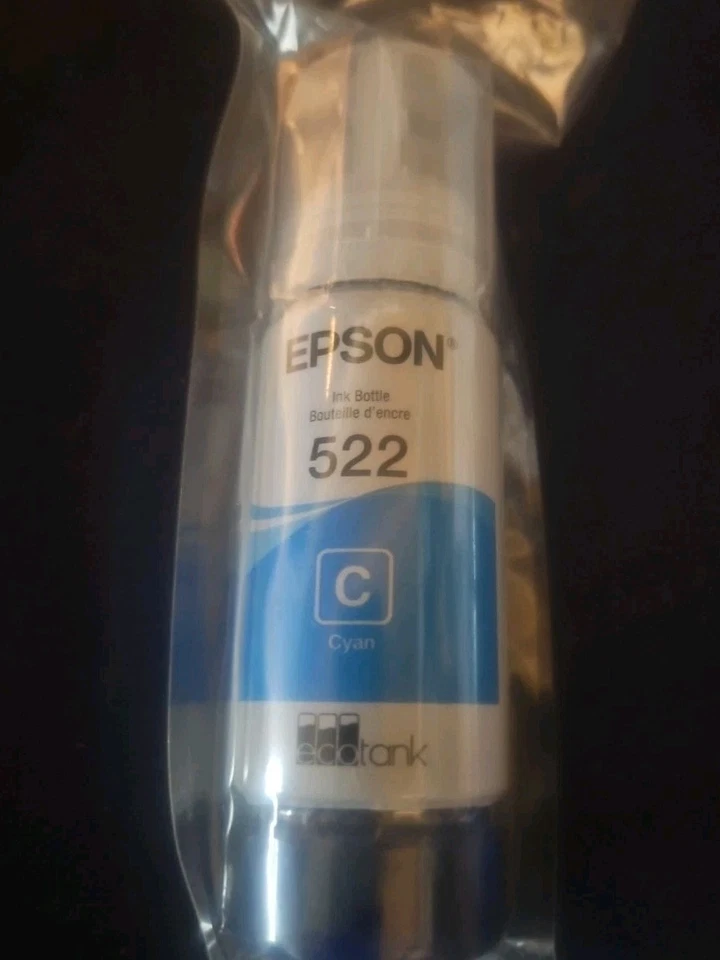 EPSON®
Ink Bottle
Bouteille d'encre
522
C
Cyan
ecotank